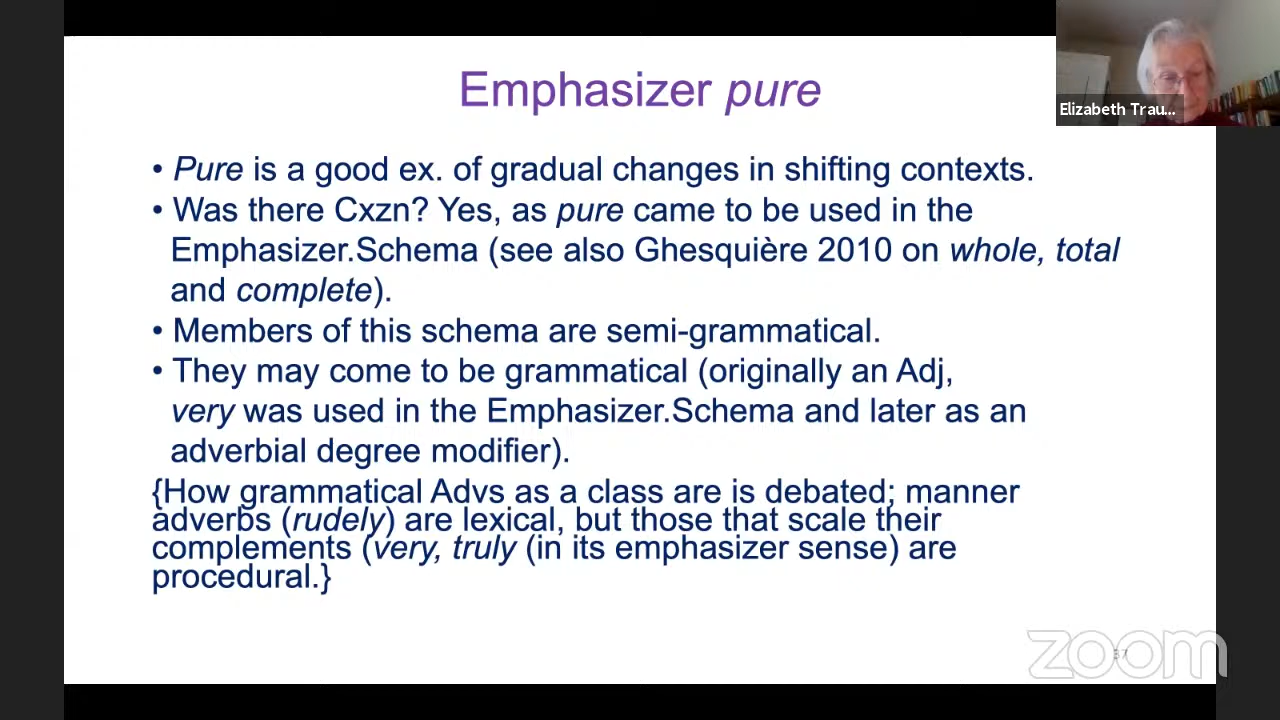 Emphasizer pure
Elizabeth Trau...
• Pure is a good ex. of gradual changes in shifting contexts.
• Was there Cxzn? Yes, as pure came to be used in the
Emphasizer.Schema (see also Ghesquière 2010 on whole, total
and complete).
• Members of this schema are semi-grammatical.
• They may come to be grammatical (originally an Adj,
very was used in the Emphasizer.Schema and later as an
adverbial degree modifier).
{How grammatical Advs as a class are is debated; manner
adverbs (rudely) are lexical, but those that scale their
complements (very, truly (in its emphasizer sense) are
procedural.}
zoom
37